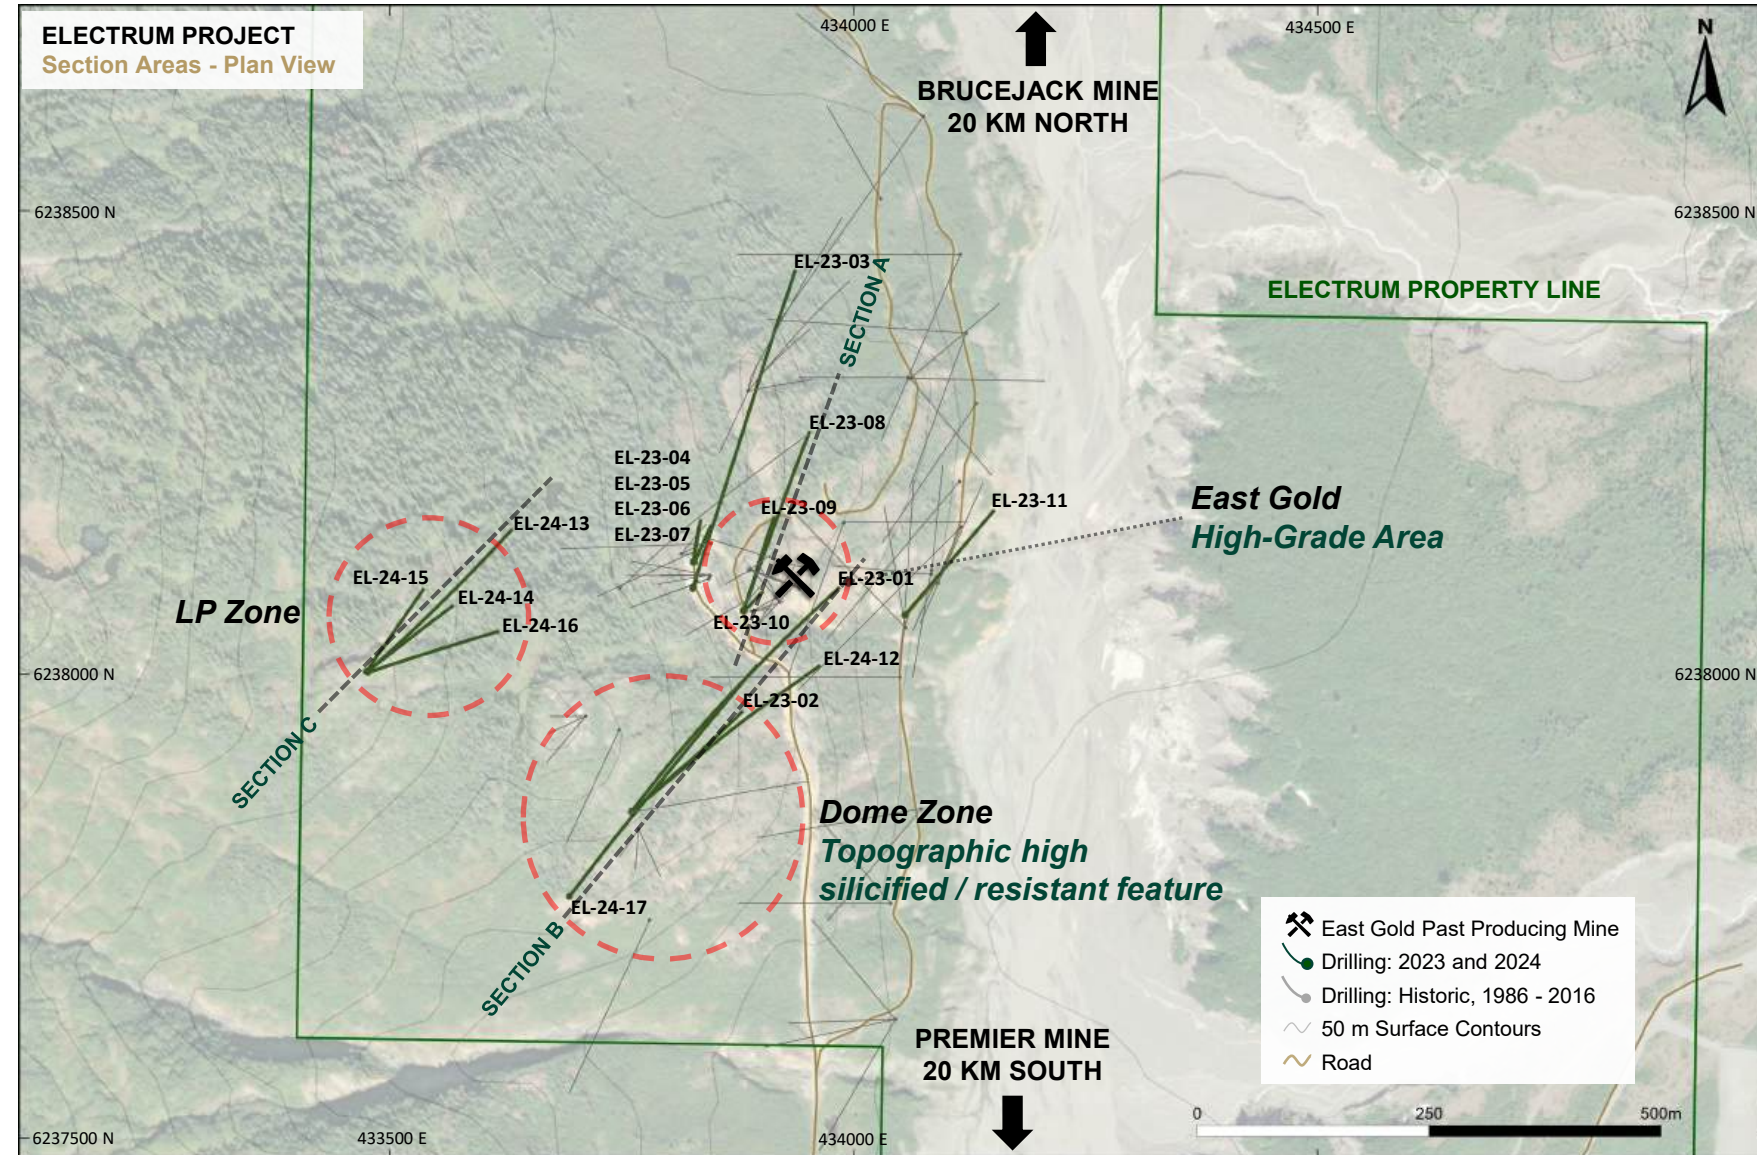 ELECTRUM PROJECT
Section Areas - Plan View
434000 E
434500 E
N
BRUCEJACK MINE
20 KM NORTH
6238500 N
6238500 N
EL-23-03
SECTION A
ELECTRUM PROPERTY LINE
EL-23-08
EL-23-04
EL-23-05
EL-23-06
EL-23-07
EL-23-09
EL-23-11
East Gold
High-Grade Area
EL-24-13
EL-24-15
EL-24-14
EL-24-16
LP Zone
EL-23-01
EL-23-10
EL-24-12
EL-23-02
6238000 N
6238000 N
SECTION C
Dome Zone
Topographic high
silicified / resistant feature
EL-24-17
SECTION B
East Gold Past Producing Mine
Drilling: 2023 and 2024
Drilling: Historic, 1986 - 2016
50 m Surface Contours
Road
PREMIER MINE
20 KM SOUTH
0 250 500m
6237500 N
433500 E
434000 E